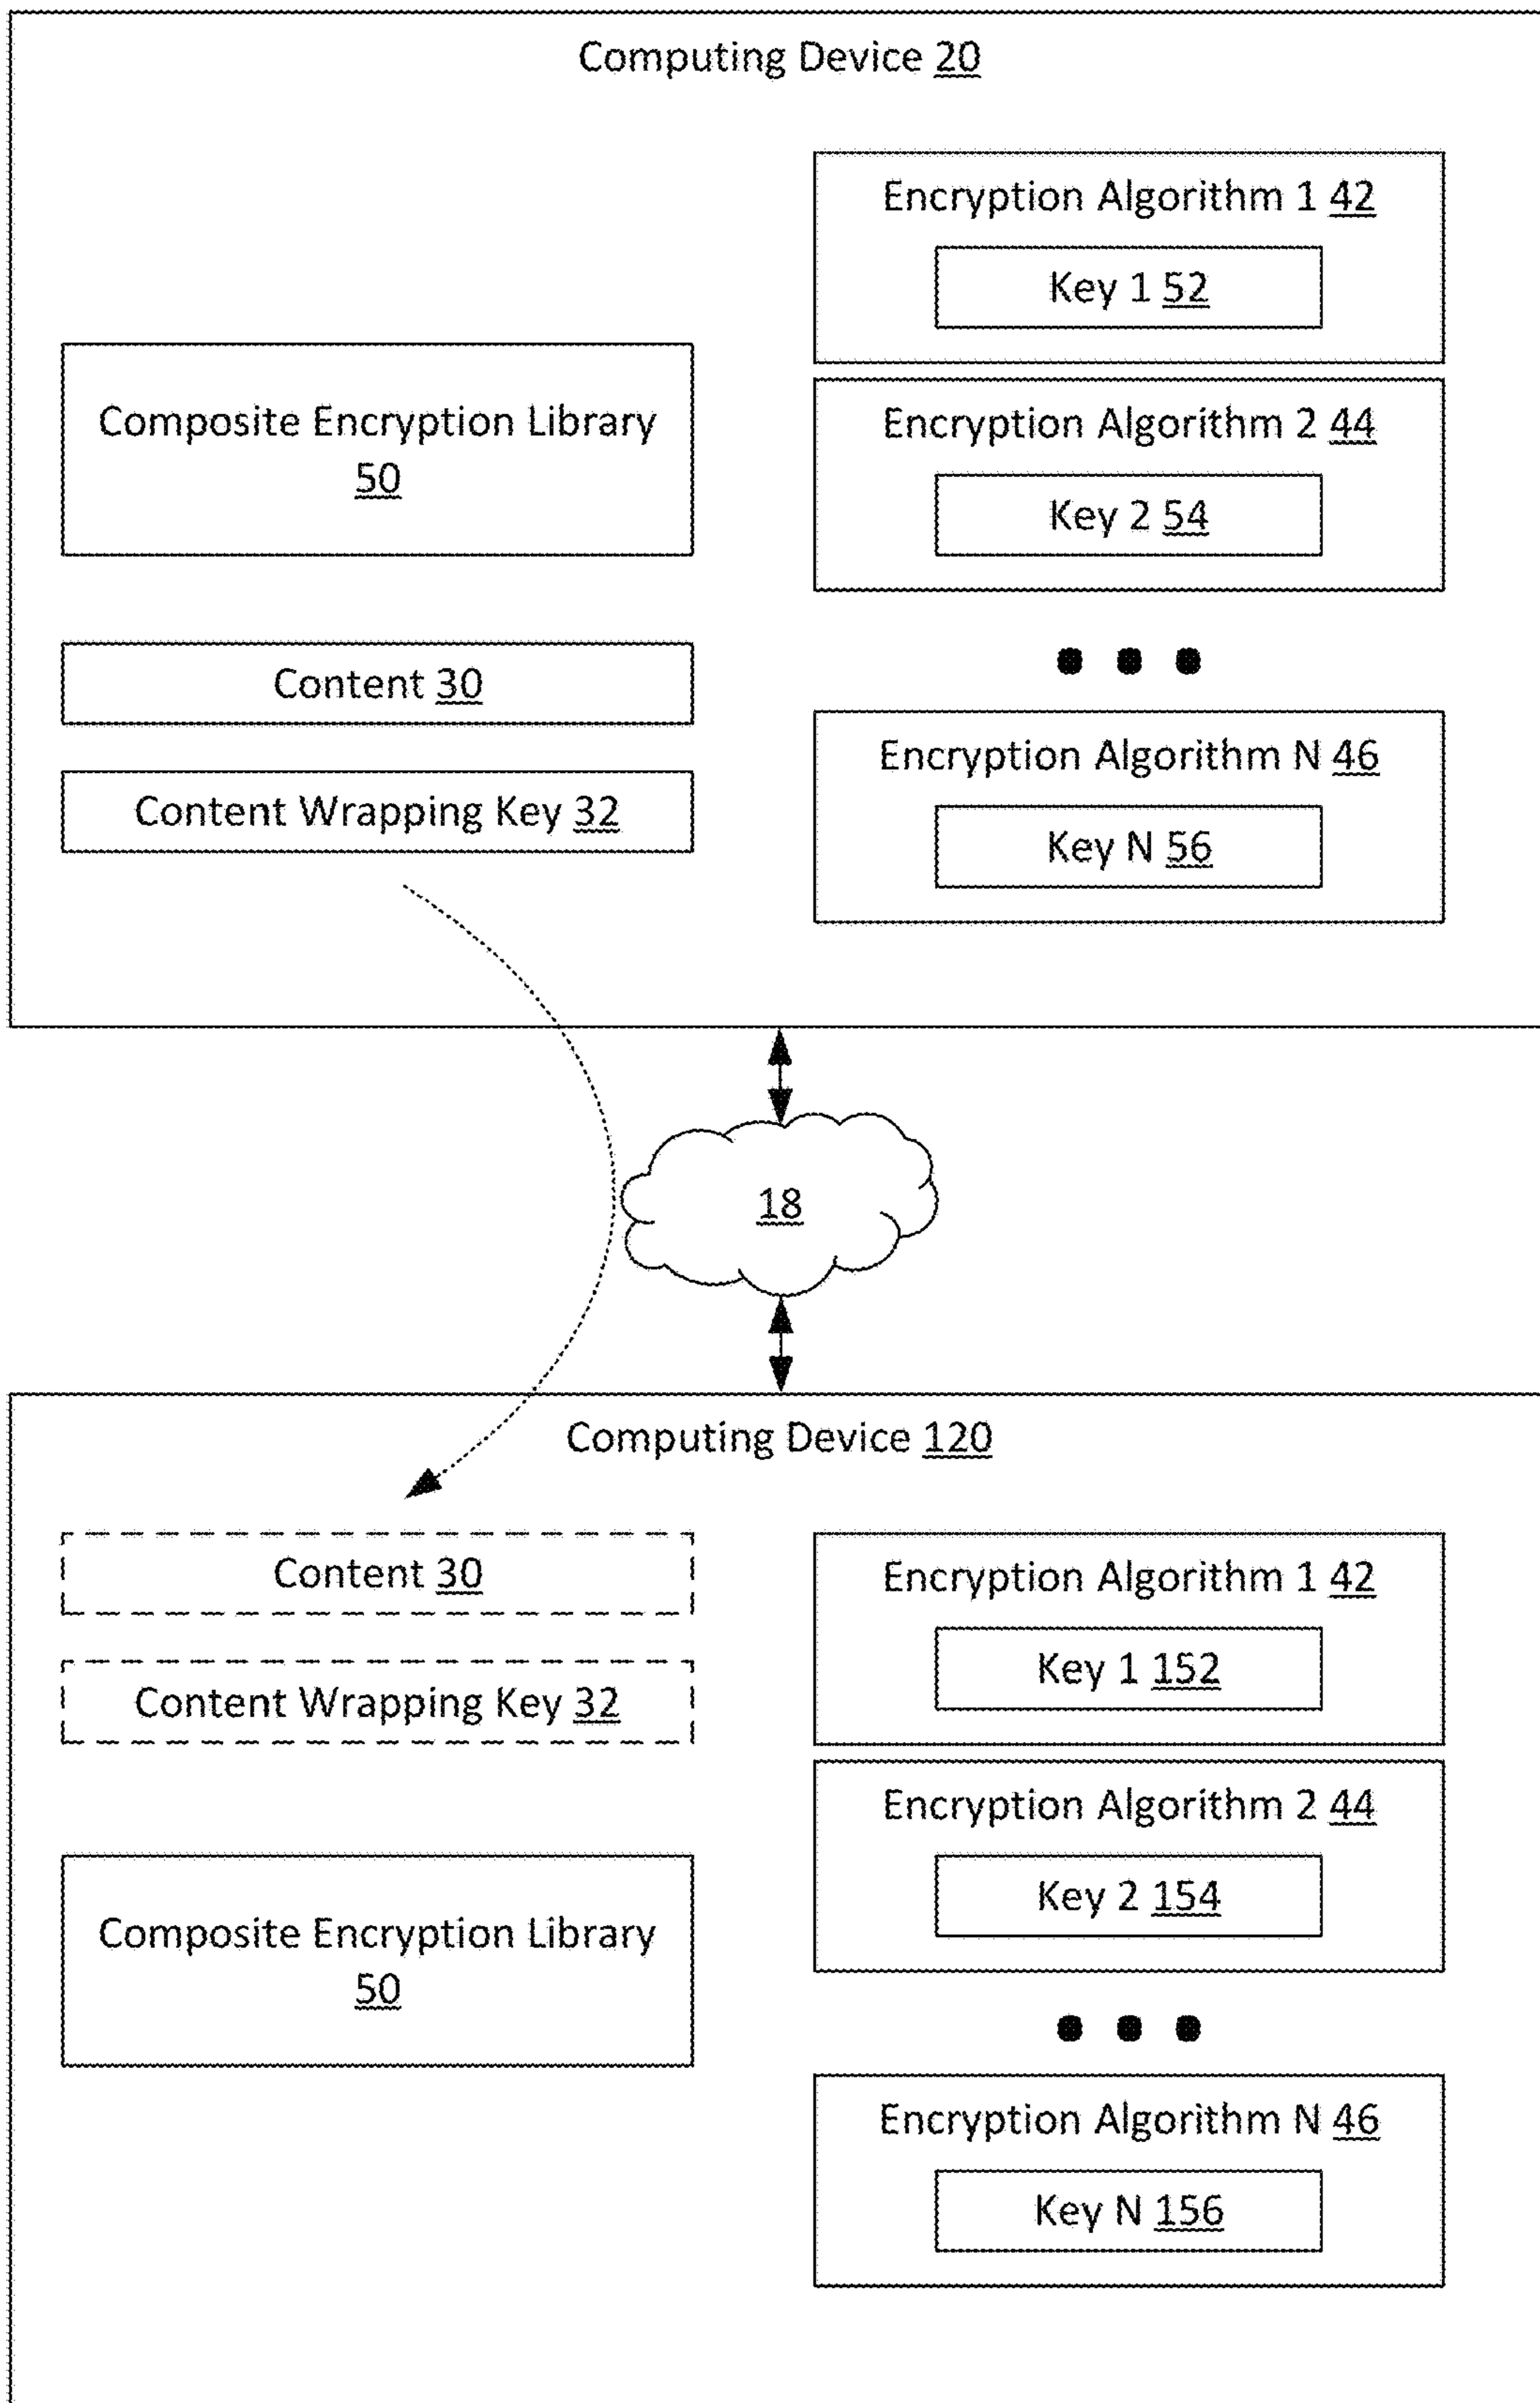 Computing Device 20
Encryption Algorithm 1 42
Key 1 52
Composite Encryption Library
50
Encryption Algorithm 2 44
Key 2 54
Content 30
Content Wrapping Key 32
Encryption Algorithm N 46
Key N 56
18
Computing Device 120
Content 30
Content Wrapping Key 32
Encryption Algorithm 1 42
Key 1 152
Encryption Algorithm 2 44
Key 2 154
Composite Encryption Library
50
Encryption Algorithm N 46
Key N 156